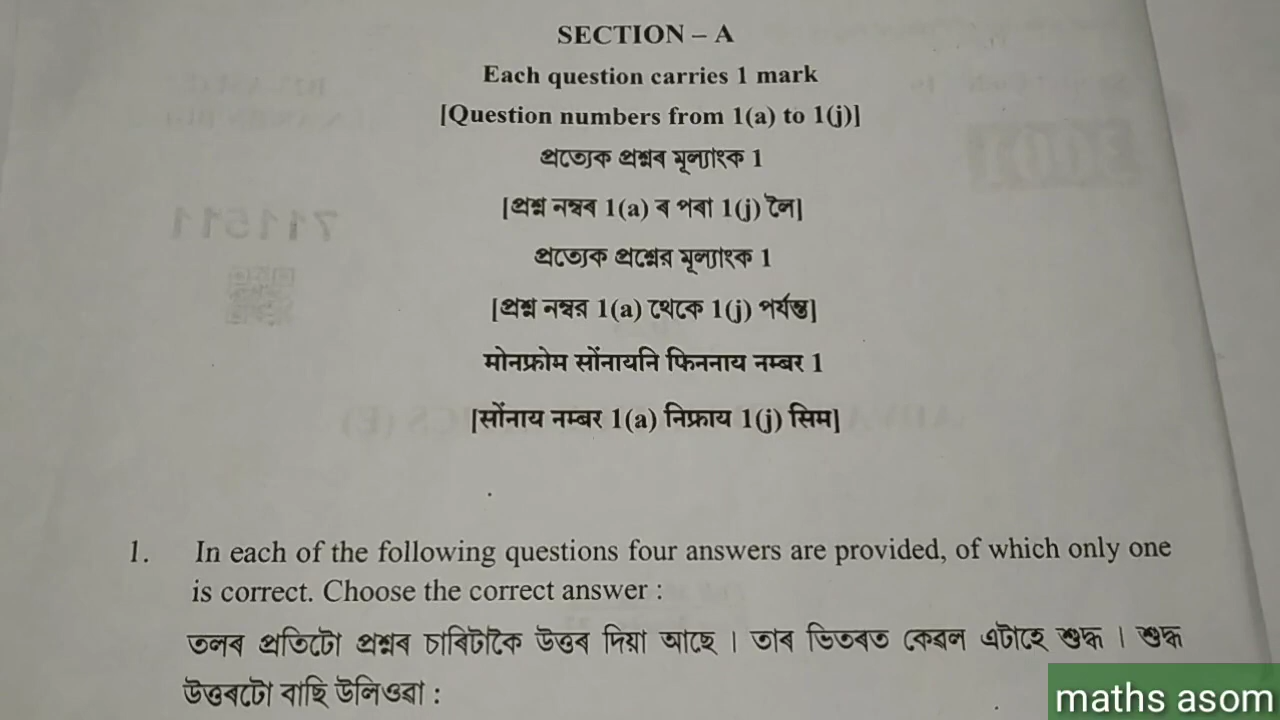 SECTION – A
Each question carries 1 mark
[Question numbers from 1(a) to 1(j)]
প্ৰত্যেক প্ৰশ্নৰ মূল্যাংক 1
[প্ৰশ্ন নম্বৰ 1(a) ৰ পৰা 1(j) লৈ]
প্রত্যেক প্রশ্নের মূল্যাংক 1
[প্রশ্ন নম্বর 1(a) থেকে 1(j) পর্যন্ত]
मोनफ्रोम सोंनायनि फिननाय नम्बर 1
[सोंनाय नम्बर 1(a) निफ्राय 1(j) सिम]
1. In each of the following questions four answers are provided, of which only one
is correct. Choose the correct answer :
তলৰ প্ৰতিটো প্ৰশ্নৰ চাৰিটাকৈ উত্তৰ দিয়া আছে । তাৰ ভিতৰত কেৱল এটাহে শুদ্ধ । শুদ্ধ
উত্তৰটো বাছি উলিওৱা :
711511
maths asom